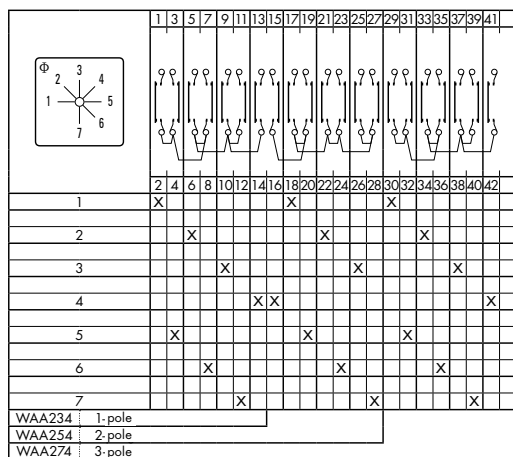 1 3 5 7 9 11 13 15 17 19 21 23 25 27 29 31 33 35 37 39 41
Φ
3
2 4
1 5
6
7
2 4 6 8 10 12 14 16 18 20 22 24 26 28 30 32 34 36 38 40 42
1 X X X
2 X X X
3 X X X
4 X X X
5 X X X
6 X X X
7 X X X
WAA234 1-pole
WAA254 2-pole
WAA274 3-pole